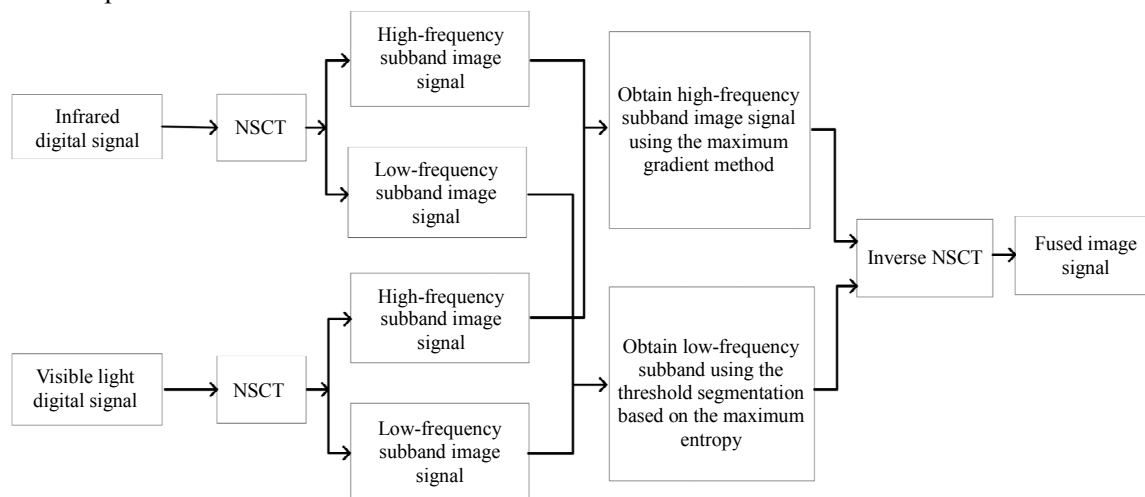 High-frequency
subband image
signal
Infrared
digital signal
NSCT
Low-frequency
subband image
signal
Obtain high-frequency
subband image signal
using the maximum
gradient method
Inverse NSCT
Fused image
signal
High-frequency
subband image
signal
Visible light
digital signal
NSCT
Low-frequency
subband image
signal
Obtain low-frequency
subband using the
threshold segmentation
based on the maximum
entropy